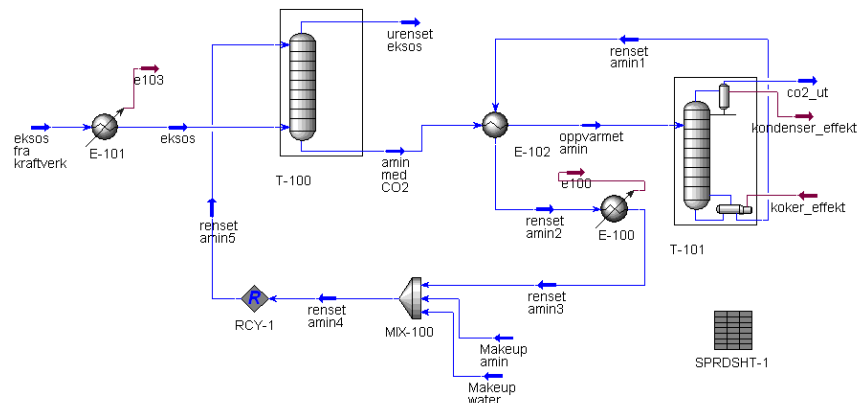 urenset
eksos
renset
amin1
e103
co2_ut
eksos
fra
kraftverk
E-101
eksos
E-102
oppvarmet
amin
kondenser_effekt
T-100
amin
med
CO2
e100
koker_effekt
renset
amin5
renset
amin2
E-100
T-101
R
RCY-1
renset
amin4
MIX-100
renset
amin3
Makeup
amin
Makeup
water
SPRDSHT-1